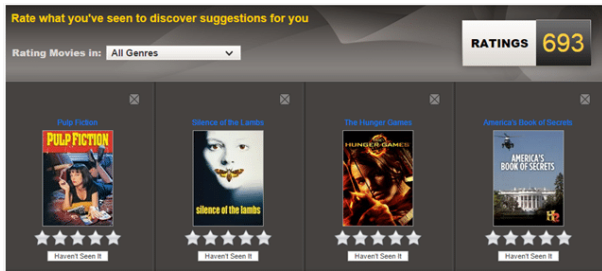 Rate what you've seen to discover suggestions for you
RATINGS 693
Rating Movies in: All Genres
Pulp Fiction
Silence of the Lambs
The Hunger Games
America's Book of Secrets
PULP FICTION
silence of the lambs
THE HUNGER GAMES
AMERICA'S
BOOK OF SECRETS
H2
Haven't Seen It
Haven't Seen It
Haven't Seen It
Haven't Seen It